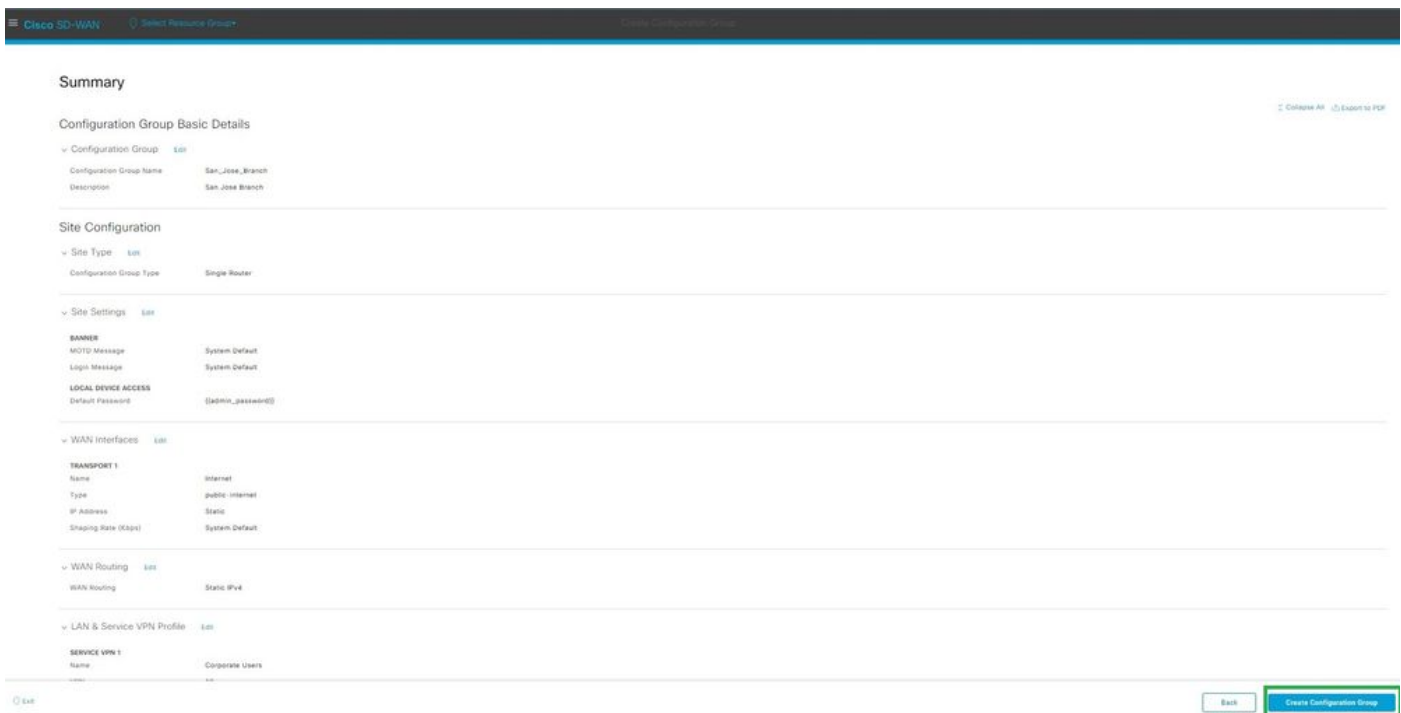 Cisco SD-WAN Select Resource Group Create Configuration Group
Summary
Collapse All Export to PDF
Configuration Group Basic Details
Configuration Group Edit
Configuration Group Name San_Jose_Branch
Description San Jose Branch
Site Configuration
Site Type Edit
Configuration Group Type Single Router
Site Settings Edit
BANNER
MOTD Message System Default
Login Message System Default
LOCAL DEVICE ACCESS
Default Password {{admin_password}}
WAN Interfaces Edit
TRANSPORT 1
Name Internet
Type public-internet
IP Address Static
Shaping Rate (Kbps) System Default
WAN Routing Edit
WAN Routing Static IPv4
LAN & Service VPN Profile Edit
SERVICE VPN 1
Name Corporate Users
Exit Back Create Configuration Group